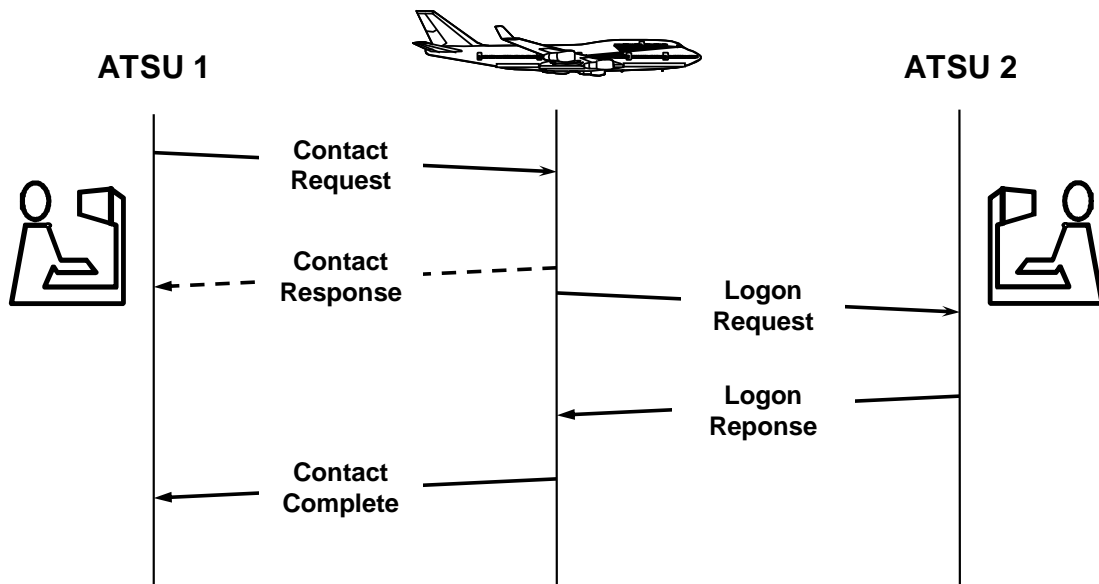 ATSU 1
ATSU 2
Contact
Request
Contact
Response
Logon
Request
Logon
Reponse
Contact
Complete